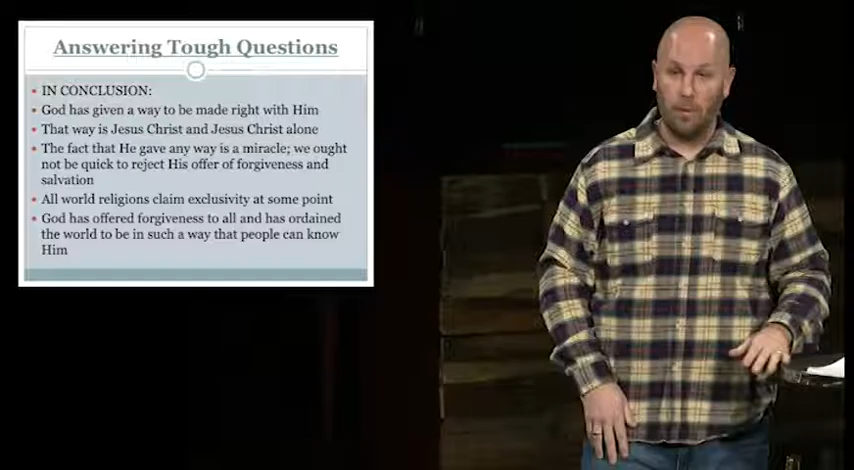 Answering Tough Questions
IN CONCLUSION:
God has given a way to be made right with Him
That way is Jesus Christ and Jesus Christ alone
The fact that He gave any way is a miracle; we ought
not be quick to reject His offer of forgiveness and
salvation
All world religions claim exclusivity at some point
God has offered forgiveness to all and has ordained
the world to be in such a way that people can know
Him